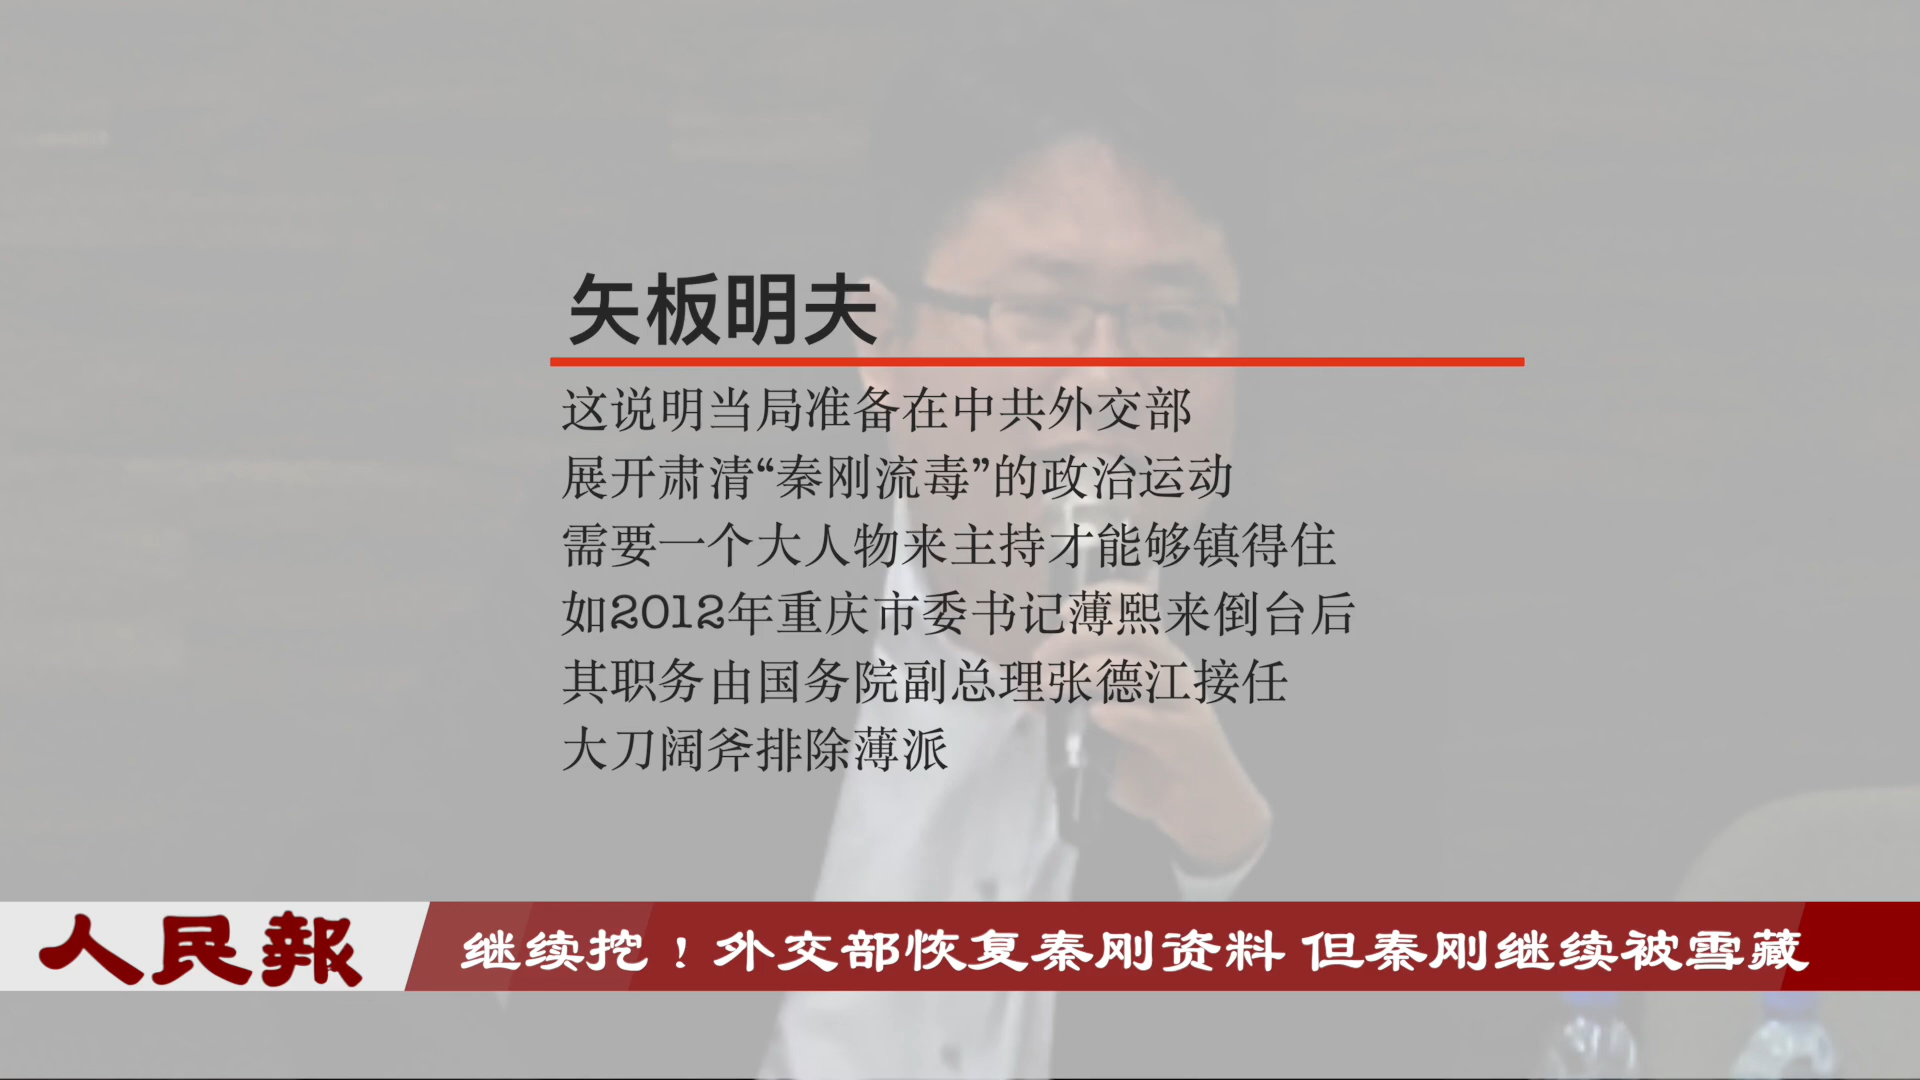 矢板明夫
这说明当局准备在中共外交部
展开肃清“秦刚流毒”的政治运动
需要一个大人物来主持才能够镇得住
如2012年重庆市委书记薄熙来倒台后
其职务由国务院副总理张德江接任
大刀阔斧排除薄派
人民報
继续挖！外交部恢复秦刚资料 但秦刚继续被雪藏